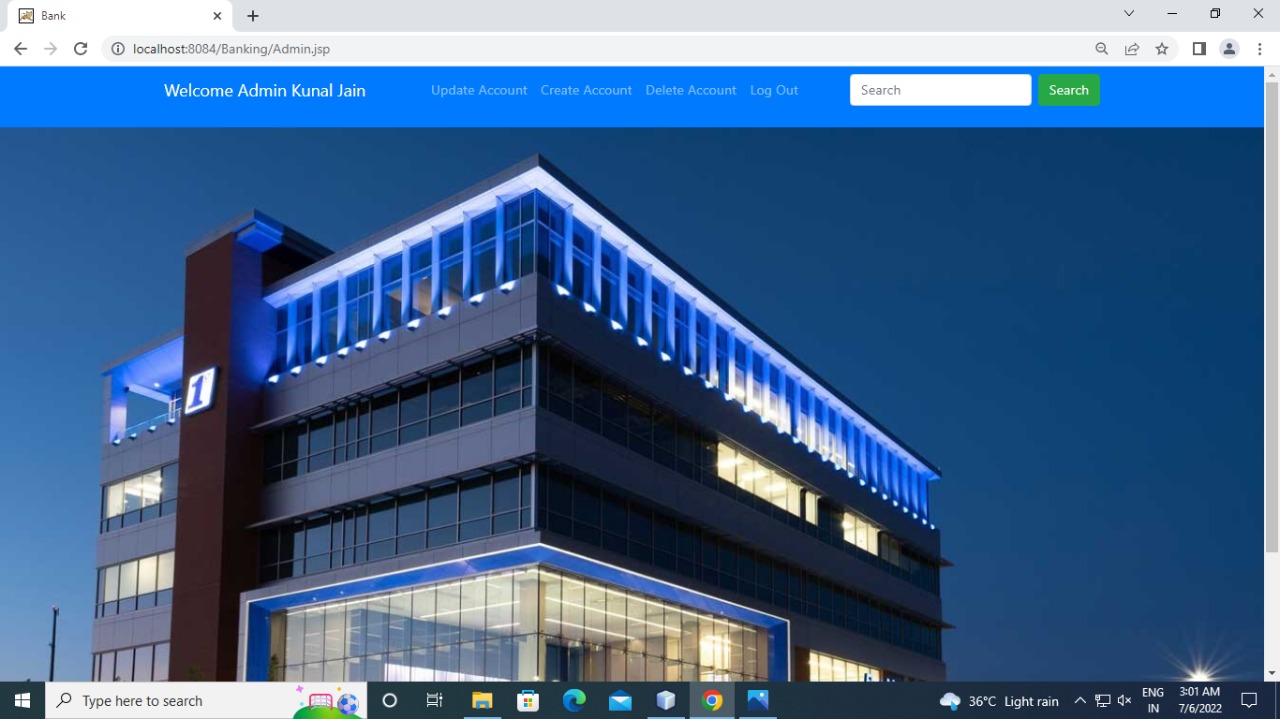 Bank
localhost:8084/Banking/Admin.jsp
Welcome Admin Kunal Jain
Update Account Create Account Delete Account Log Out
Search Search
1
Type here to search
36°C Light rain
ENG
IN
3:01 AM
7/6/2022